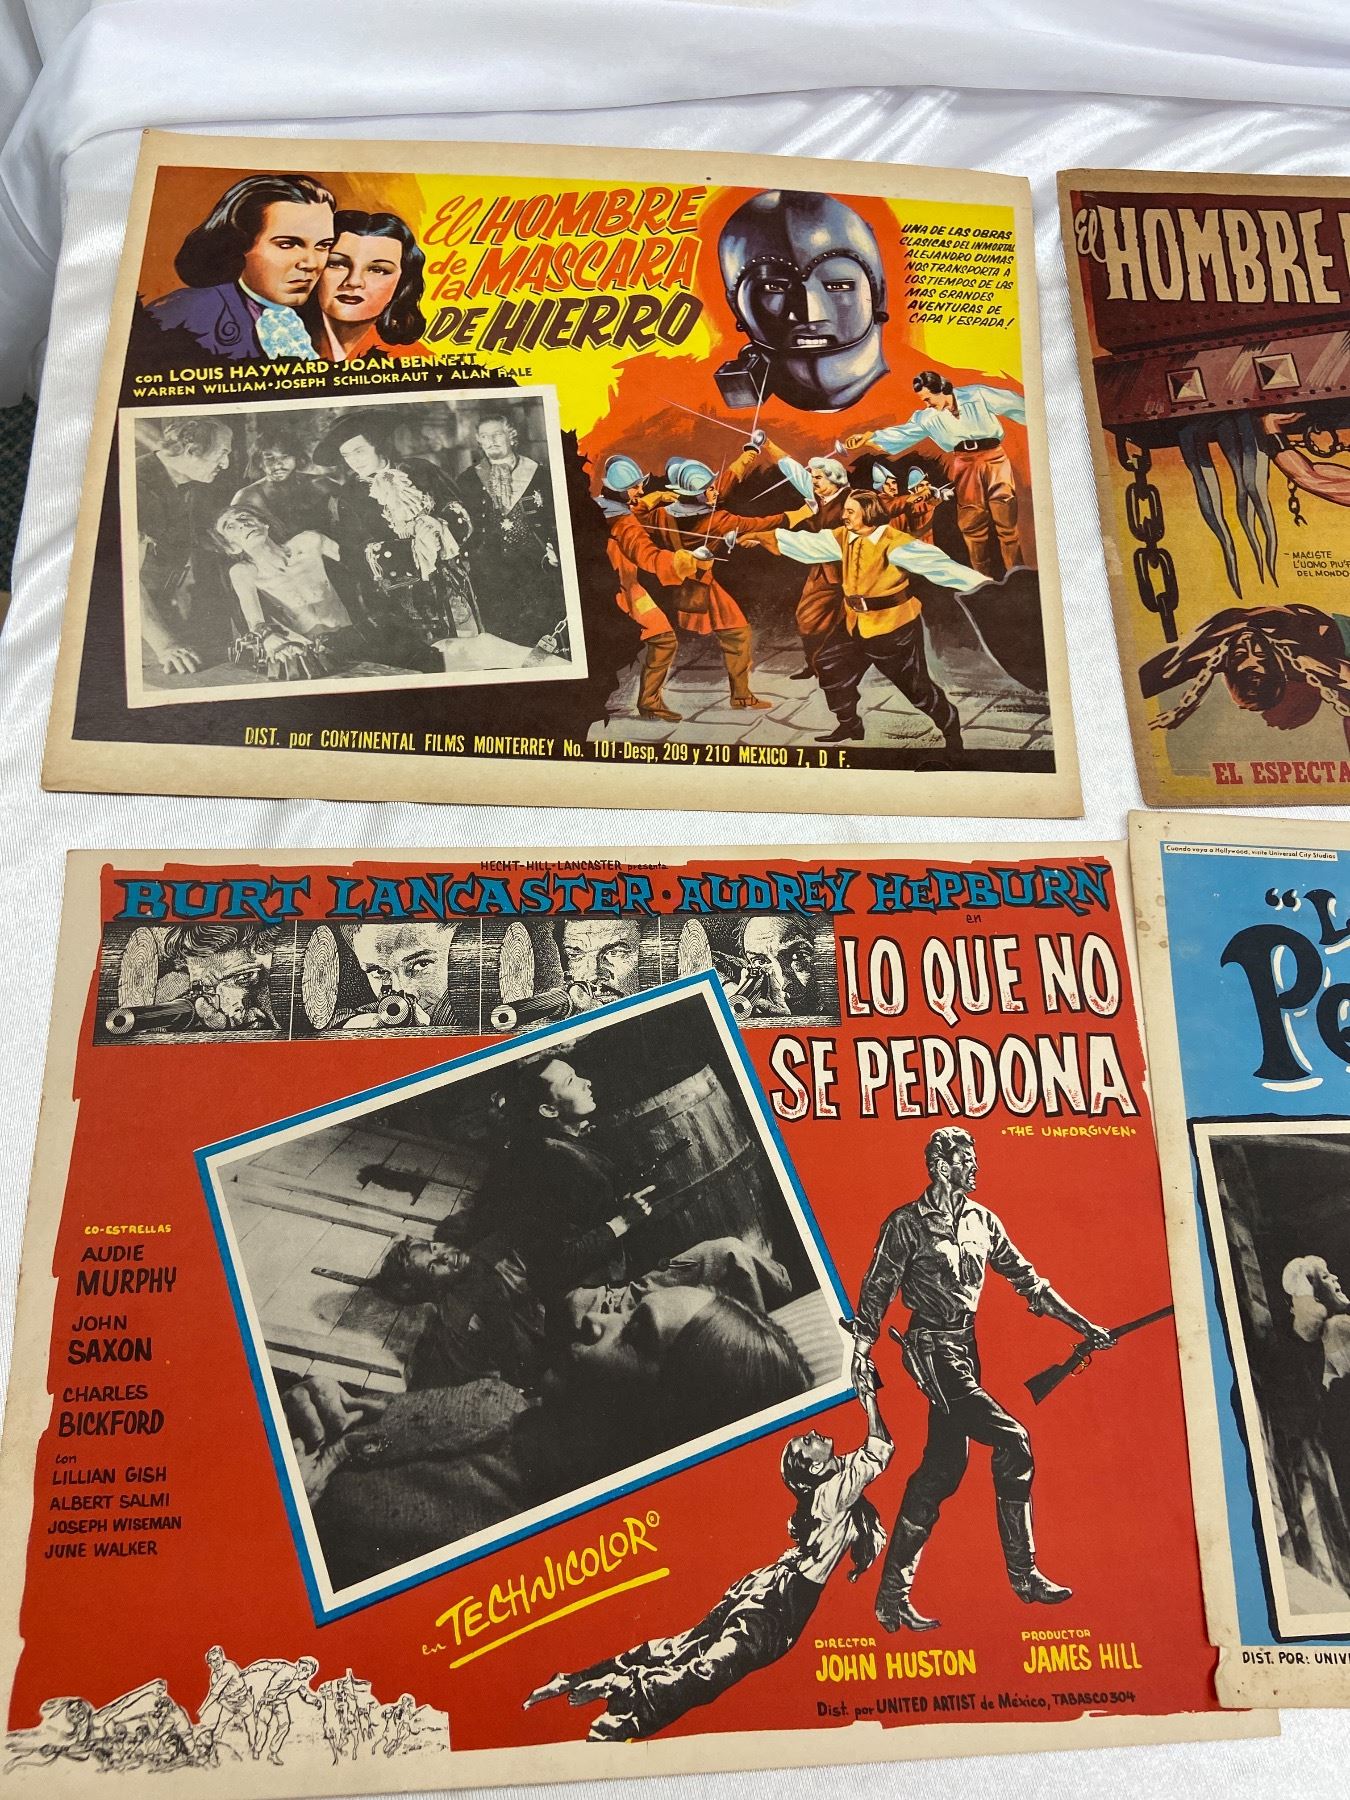 El HOMBRE
de la MASCARA
DE HIERRO
con LOUIS HAYWARD · JOAN BENNETT
WARREN WILLIAM · JOSEPH SCHILOKRAUT y ALAN HALE
UNA DE LAS OBRAS
CLASICAS DEL INMORTAL
ALEJANDRO DUMAS
NOS TRANSPORTA A
LOS TIEMPOS DE LAS
MAS GRANDES
AVENTURAS DE
CAPA Y ESPADA!
DIST. por CONTINENTAL FILMS MONTERREY No. 101-Desp, 209 y 210 MEXICO 7, D F.
El HOMBRE
- MACISTE
L'UOMO PIU'
DEL MONDO
EL ESPECTA
HECHT-HILL-LANCASTER presenta
BURT LANCASTER · AUDREY HEPBURN
en
LO QUE NO
SE PERDONA
·THE UNFORGIVEN·
CO-ESTRELLAS
AUDIE
MURPHY
JOHN
SAXON
CHARLES
BICKFORD
con
LILLIAN GISH
ALBERT SALMI
JOSEPH WISEMAN
JUNE WALKER
en TECHNICOLOR®
DIRECTOR
JOHN HUSTON
PRODUCTOR
JAMES HILL
Dist. por UNITED ARTIST de México, TABASCO 304
Cuando vaya a Hollywood, visite Universal City Studios
"L
Pe
DIST. POR: UNIV